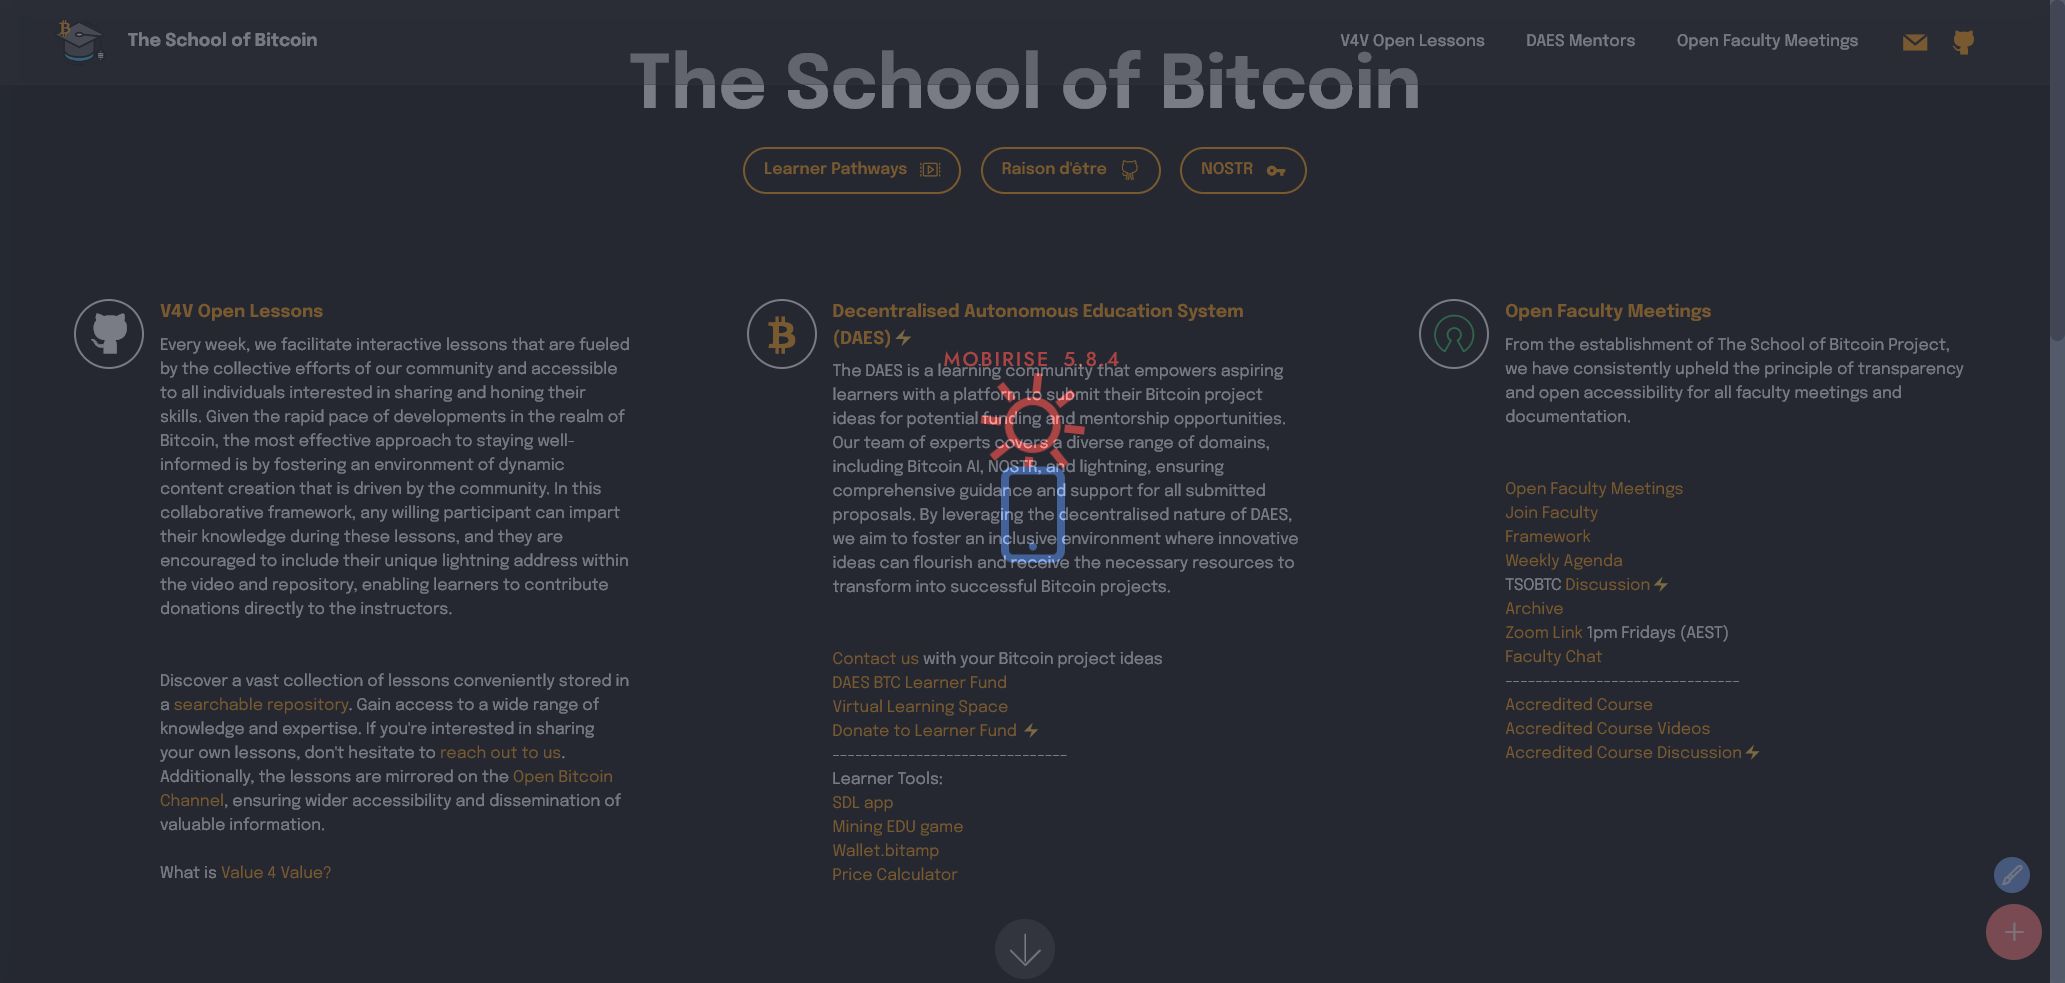 The School of Bitcoin
V4V Open Lessons
DAES Mentors
Open Faculty Meetings
The School of Bitcoin
Learner Pathways
Raison d'être
NOSTR
V4V Open Lessons
Every week, we facilitate interactive lessons that are fueled
by the collective efforts of our community and accessible
to all individuals interested in sharing and honing their
skills. Given the rapid pace of developments in the realm of
Bitcoin, the most effective approach to staying well-
informed is by fostering an environment of dynamic
content creation that is driven by the community. In this
collaborative framework, any willing participant can impart
their knowledge during these lessons, and they are
encouraged to include their unique lightning address within
the video and repository, enabling learners to contribute
donations directly to the instructors.
Discover a vast collection of lessons conveniently stored in
a searchable repository. Gain access to a wide range of
knowledge and expertise. If you're interested in sharing
your own lessons, don't hesitate to reach out to us.
Additionally, the lessons are mirrored on the Open Bitcoin
Channel, ensuring wider accessibility and dissemination of
valuable information.
What is Value 4 Value?
Decentralised Autonomous Education System
(DAES)⚡
MOBIRISE 5.8.4
The DAES is a learning community that empowers aspiring
learners with a platform to submit their Bitcoin project
ideas for potential funding and mentorship opportunities.
Our team of experts covers a diverse range of domains,
including Bitcoin AI, NOSTR, and lightning, ensuring
comprehensive guidance and support for all submitted
proposals. By leveraging the decentralised nature of DAES,
we aim to foster an inclusive environment where innovative
ideas can flourish and receive the necessary resources to
transform into successful Bitcoin projects.
Contact us with your Bitcoin project ideas
DAES BTC Learner Fund
Virtual Learning Space
Donate to Learner Fund ⚡
-------------------------------
Learner Tools:
SDL app
Mining EDU game
Wallet.bitamp
Price Calculator
Open Faculty Meetings
From the establishment of The School of Bitcoin Project,
we have consistently upheld the principle of transparency
and open accessibility for all faculty meetings and
documentation.
Open Faculty Meetings
Join Faculty
Framework
Weekly Agenda
TSOBTC Discussion⚡
Archive
Zoom Link 1pm Fridays (AEST)
Faculty Chat
-------------------------------
Accredited Course
Accredited Course Videos
Accredited Course Discussion⚡